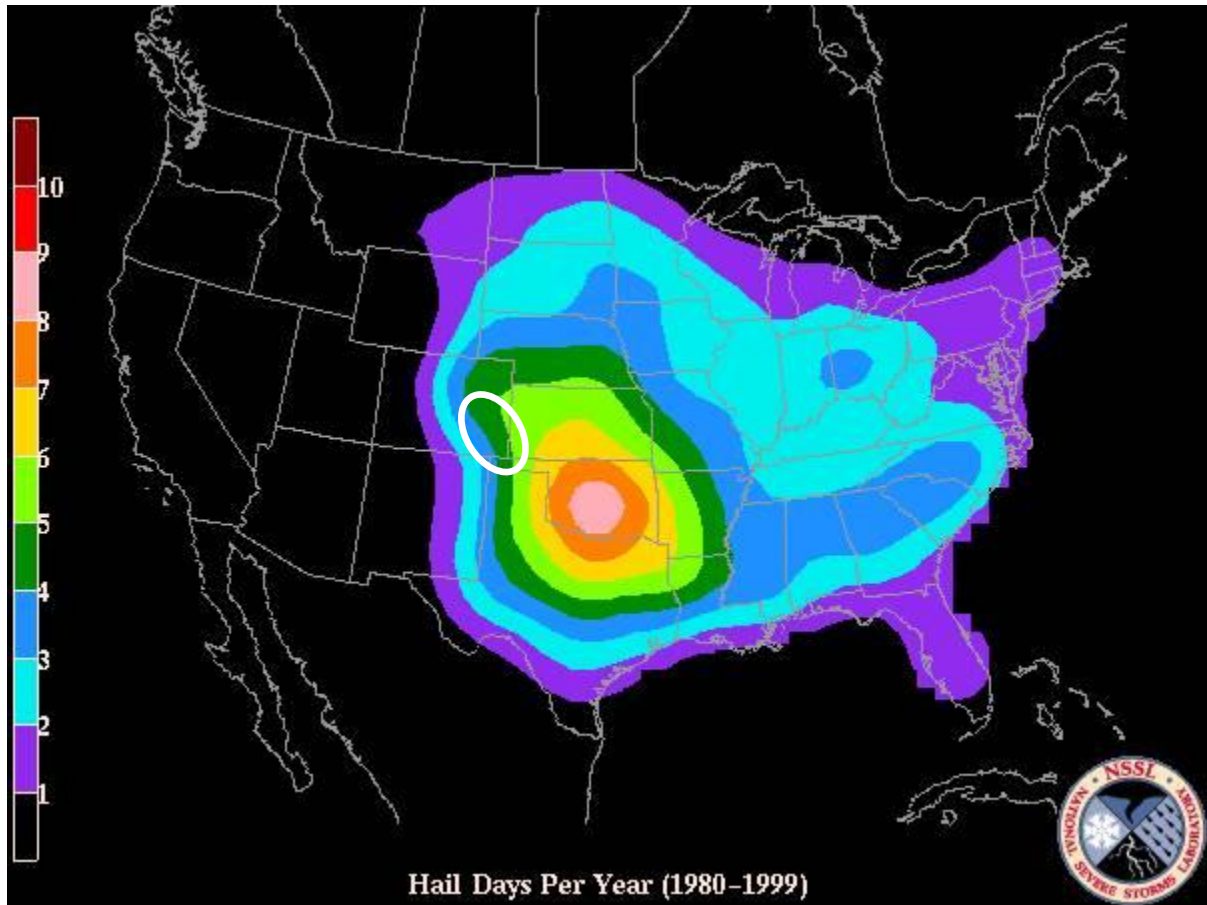 10
9
8
7
6
5
4
3
2
1
Hail Days Per Year (1980–1999)
NSSL
NATIONAL
SEVERE STORMS
LABORATORY